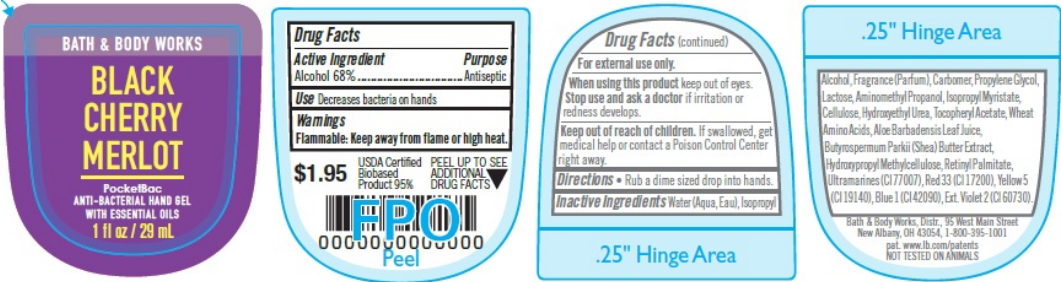 BATH & BODY WORKS
BLACK
CHERRY
MERLOT
PocketBac
ANTI-BACTERIAL HAND GEL
WITH ESSENTIAL OILS
1 fl oz / 29 mL
Drug Facts
Active Ingredient Purpose
Alcohol 68%..............................Antiseptic
Use Decreases bacteria on hands
Warnings
Flammable: Keep away from flame or high heat.
$1.95
USDA Certified
Biobased
Product 95%
PEEL UP TO SEE
ADDITIONAL
DRUG FACTS▼
FPO
0000000000000
Peel
Drug Facts (continued)
For external use only.
When using this product keep out of eyes.
Stop use and ask a doctor if irritation or
redness develops.
Keep out of reach of children. If swallowed, get
medical help or contact a Poison Control Center
right away.
Directions • Rub a dime sized drop into hands.
Inactive Ingredients Water (Aqua, Eau), Isopropyl
.25" Hinge Area
.25" Hinge Area
Alcohol, Fragrance (Parfum), Carbomer, Propylene Glycol,
Lactose, Aminomethyl Propanol, Isopropyl Myristate,
Cellulose, Hydroxyethyl Urea, Tocopheryl Acetate, Wheat
Amino Acids, Aloe Barbadensis Leaf Juice,
Butyrospermum Parkii (Shea) Butter Extract,
Hydroxypropyl Methylcellulose, Retinyl Palmitate,
Ultramarines (CI 77007), Red 33 (CI 17200), Yellow 5
(CI 19140), Blue 1 (CI 42090), Ext. Violet 2 (CI 60730).
Bath & Body Works, Distr., 95 West Main Street
New Albany, OH 43054, 1-800-395-1001
pat. www.lb.com/patents
NOT TESTED ON ANIMALS